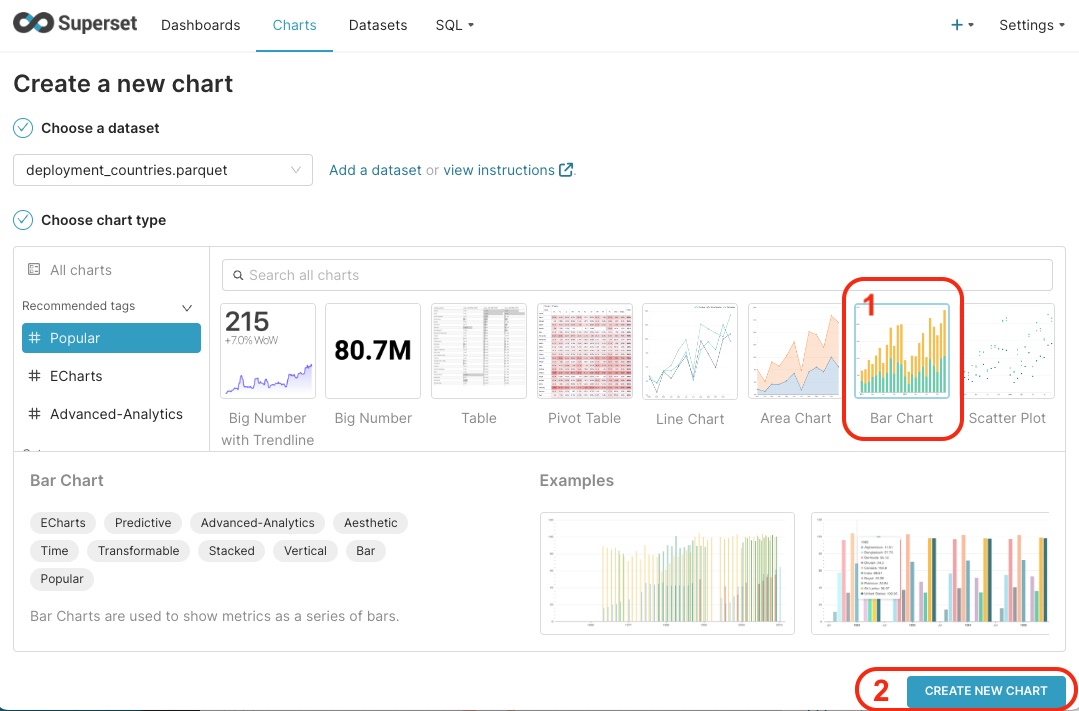 Superset
Dashboards
Charts
Datasets
SQL
+
Settings
Create a new chart
Choose a dataset
deployment_countries.parquet
Add a dataset or view instructions.
Choose chart type
All charts
Search all charts
Recommended tags
# Popular
# ECharts
# Advanced-Analytics
1
215
+7.0% WoW
80.7M
Big Number
with Trendline
Big Number
Table
Pivot Table
Line Chart
Area Chart
Bar Chart
Scatter Plot
Bar Chart
Examples
ECharts
Predictive
Advanced-Analytics
Aesthetic
Time
Transformable
Stacked
Vertical
Bar
Popular
Bar Charts are used to show metrics as a series of bars.
2
CREATE NEW CHART